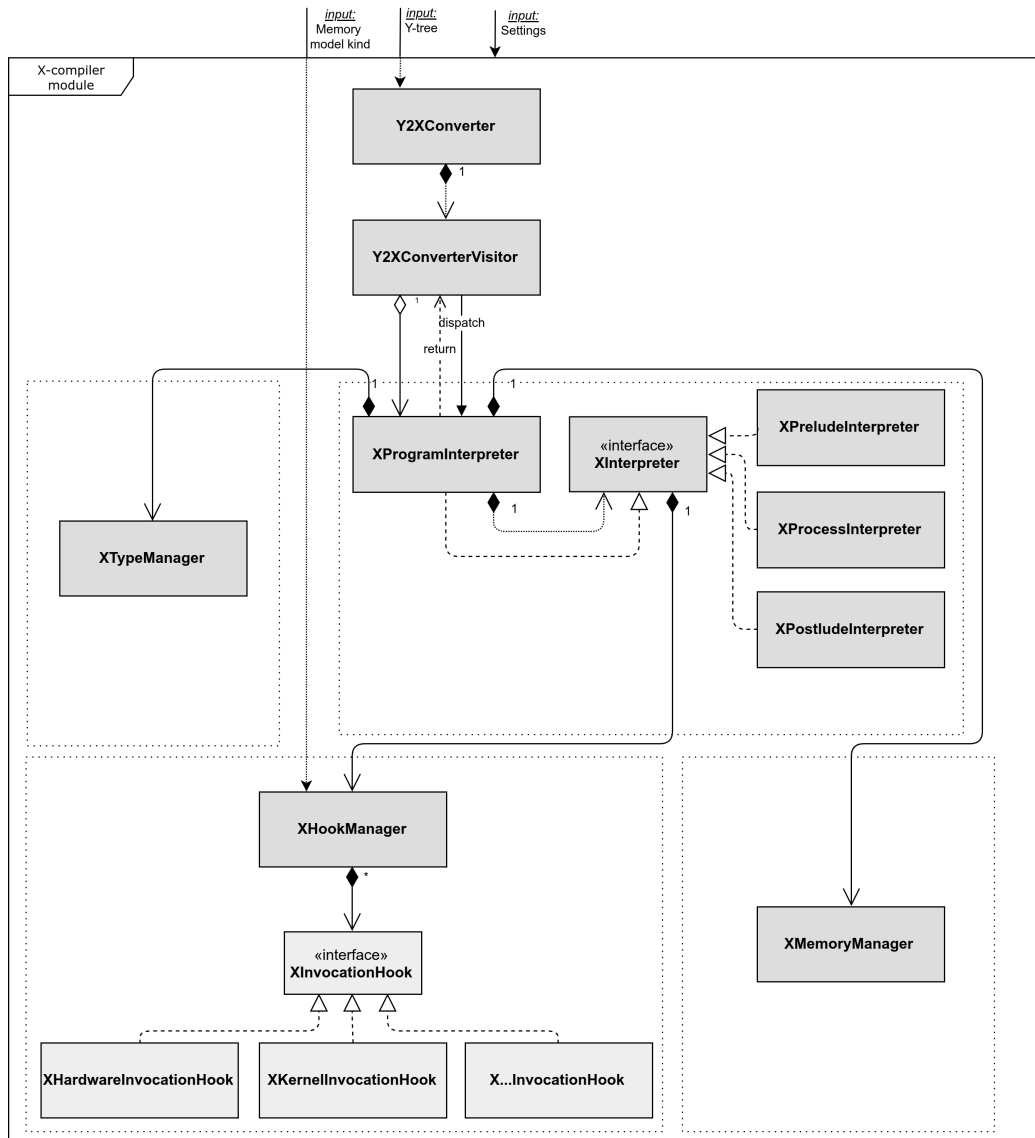 input:
Memory
model kind
input:
Y-tree
input:
Settings
X-compiler
module
Y2XConverter
1
Y2XConverterVisitor
1
dispatch
return
1
1
XProgramInterpreter
«interface»
XInterpreter
XPreludeInterpreter
1
1
XProcessInterpreter
XTypeManager
XPostludeInterpreter
XHookManager
*
«interface»
XInvocationHook
XMemoryManager
XHardwareInvocationHook
XKernelInvocationHook
X...InvocationHook